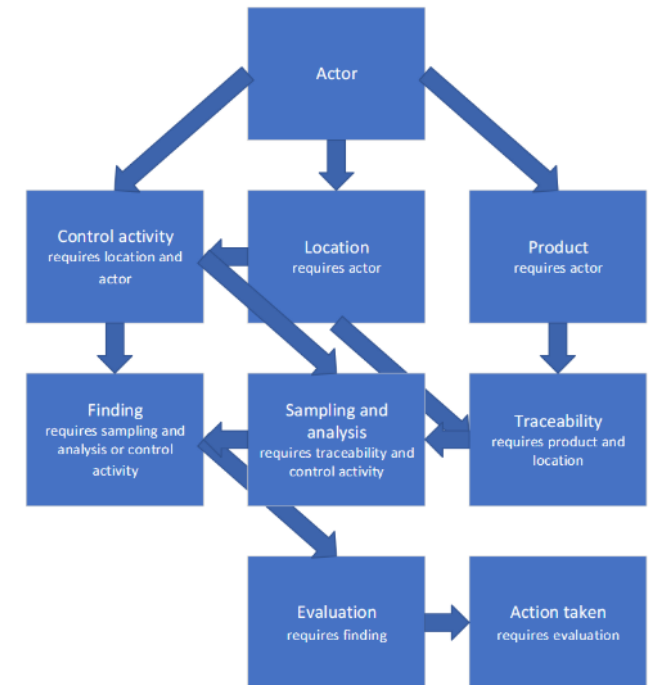 Actor
Control activity
requires location and
actor
Location
requires actor
Product
requires actor
Finding
requires sampling and
analysis or control
activity
Sampling and
analysis
requires traceability and
control activity
Traceability
requires product and
location
Evaluation
requires finding
Action taken
requires evaluation